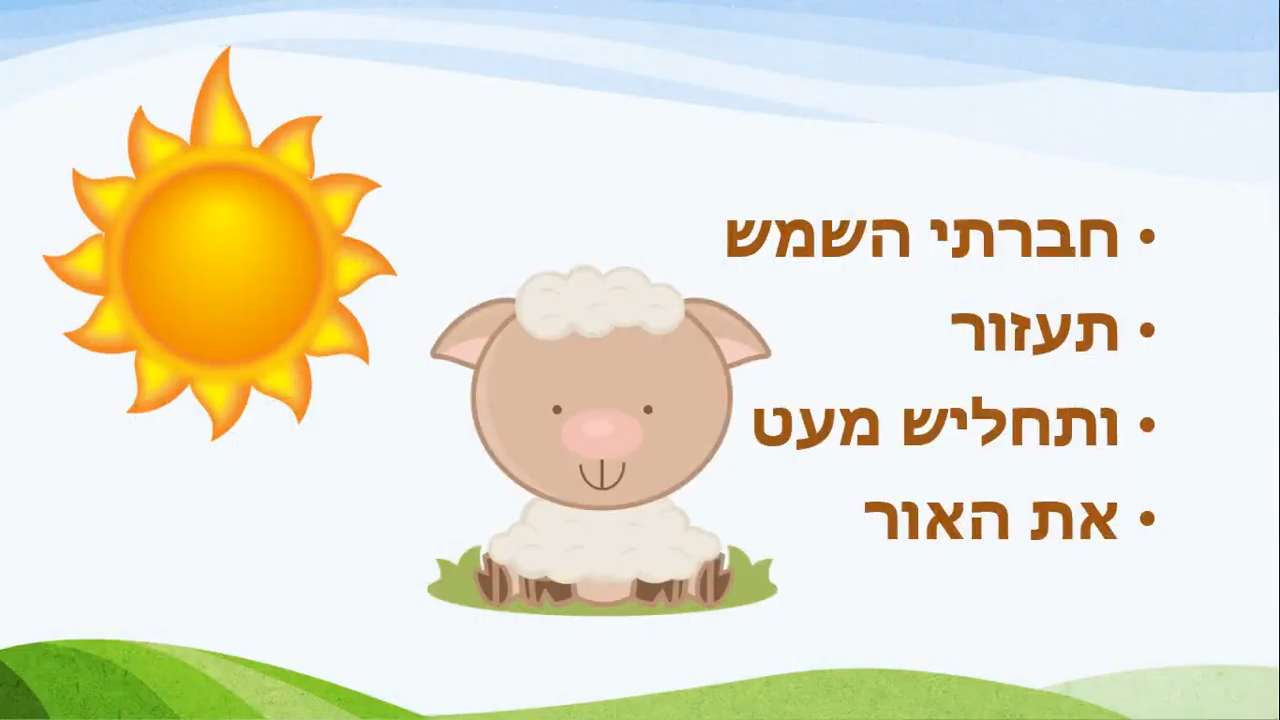 • חברתי השמש
• תעזור
• ותחליש מעט
• את האור